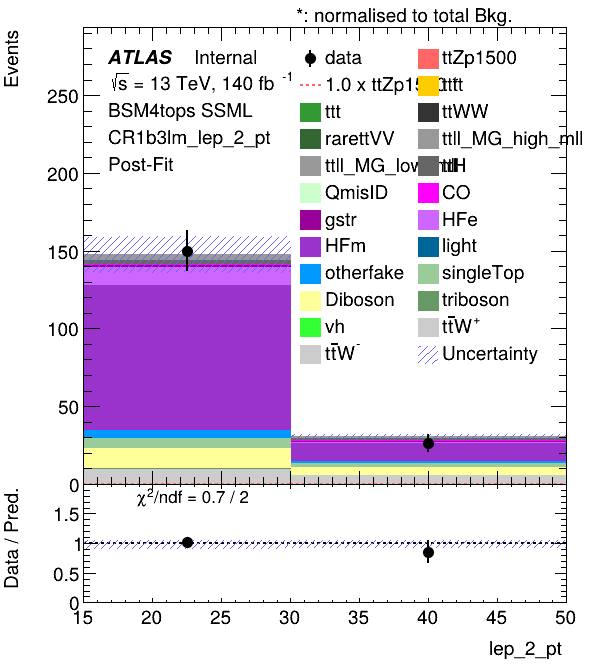 *: normalised to total Bkg.
Events
ATLAS Internal
√s = 13 TeV, 140 fb⁻¹
BSM4tops SSML
CR1b3lm_lep_2_pt
Post-Fit
data
ttZp1500
1.0 x ttZp1500
tttt
ttt
ttWW
rarettVV
ttll_MG_high_mll
ttll_MG_low_mll
ttH
QmisID
CO
gstr
HFe
HFm
light
otherfake
singleTop
Diboson
triboson
vh
tt̄W⁺
tt̄W⁻
Uncertainty
250
200
150
100
50
0
χ²/ndf = 0.7 / 2
Data / Pred.
1.5
1
0.5
0
15 20 25 30 35 40 45 50
lep_2_pt